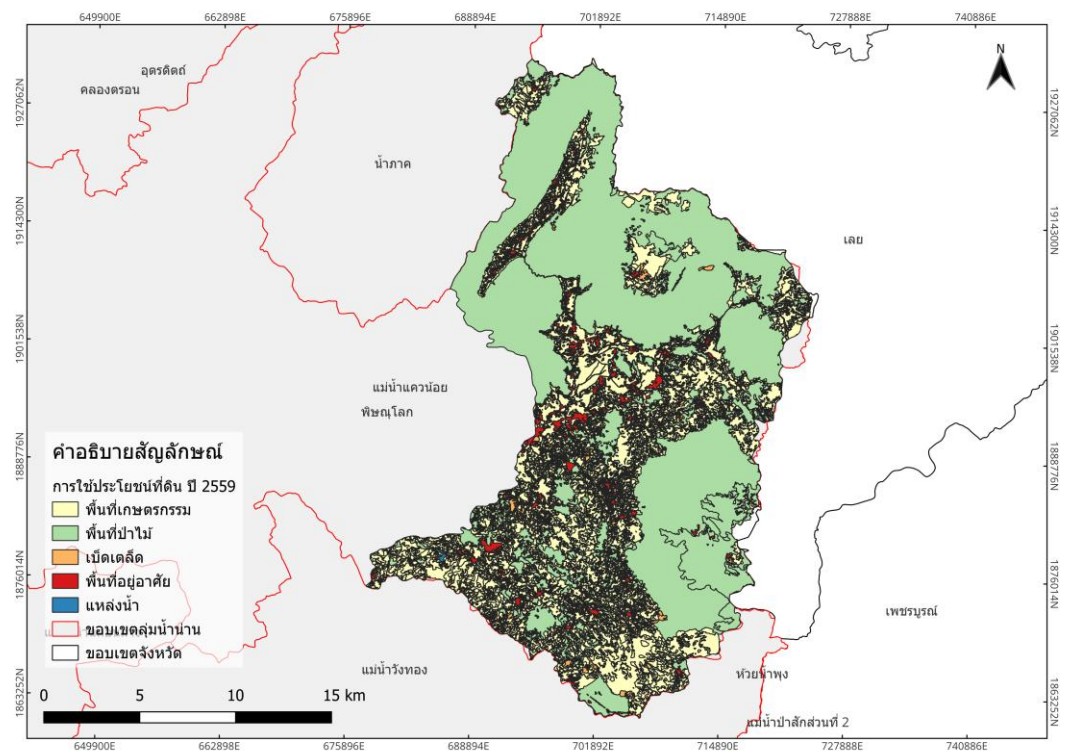 649900E 662898E 675896E 688894E 701892E 714890E 727888E 740886E
N
1927062N
1927062N
อุตรดิตถ์
คลองตรอน
น้ำภาค
1914300N
1914300N
เลย
1901538N
1901538N
แม่น้ำแควน้อย
พิษณุโลก
1888776N
1888776N
คำอธิบายสัญลักษณ์
การใช้ประโยชน์ที่ดิน ปี 2559
พื้นที่เกษตรกรรม
พื้นที่ป่าไม้
เบ็ดเตล็ด
พื้นที่อยู่อาศัย
แหล่งน้ำ
ขอบเขตลุ่มน้ำน่าน
ขอบเขตจังหวัด
1876014N
1876014N
เพชรบูรณ์
แม่น้ำวังทอง
ห้วยน้ำพุง
0 5 10 15 km
1863252N
1863252N
แม่น้ำป่าสักส่วนที่ 2
649900E 662898E 675896E 688894E 701892E 714890E 727888E 740886E